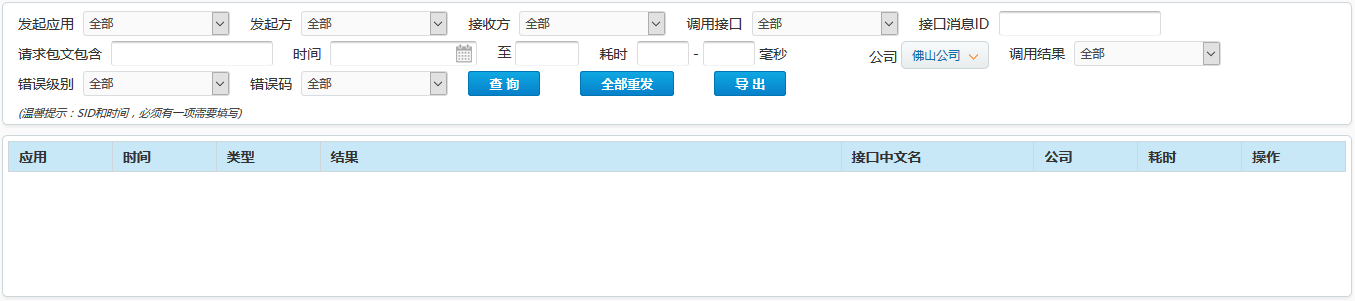 发起应用 全部 发起方 全部 接收方 全部 调用接口 全部 接口消息ID
请求包文包含 时间 至 耗时 - 毫秒 公司 佛山公司 调用结果 全部
错误级别 全部 错误码 全部 查 询 全部重发 导 出
(温馨提示：SID和时间，必须有一项需要填写)
应用 时间 类型 结果 接口中文名 公司 耗时 操作